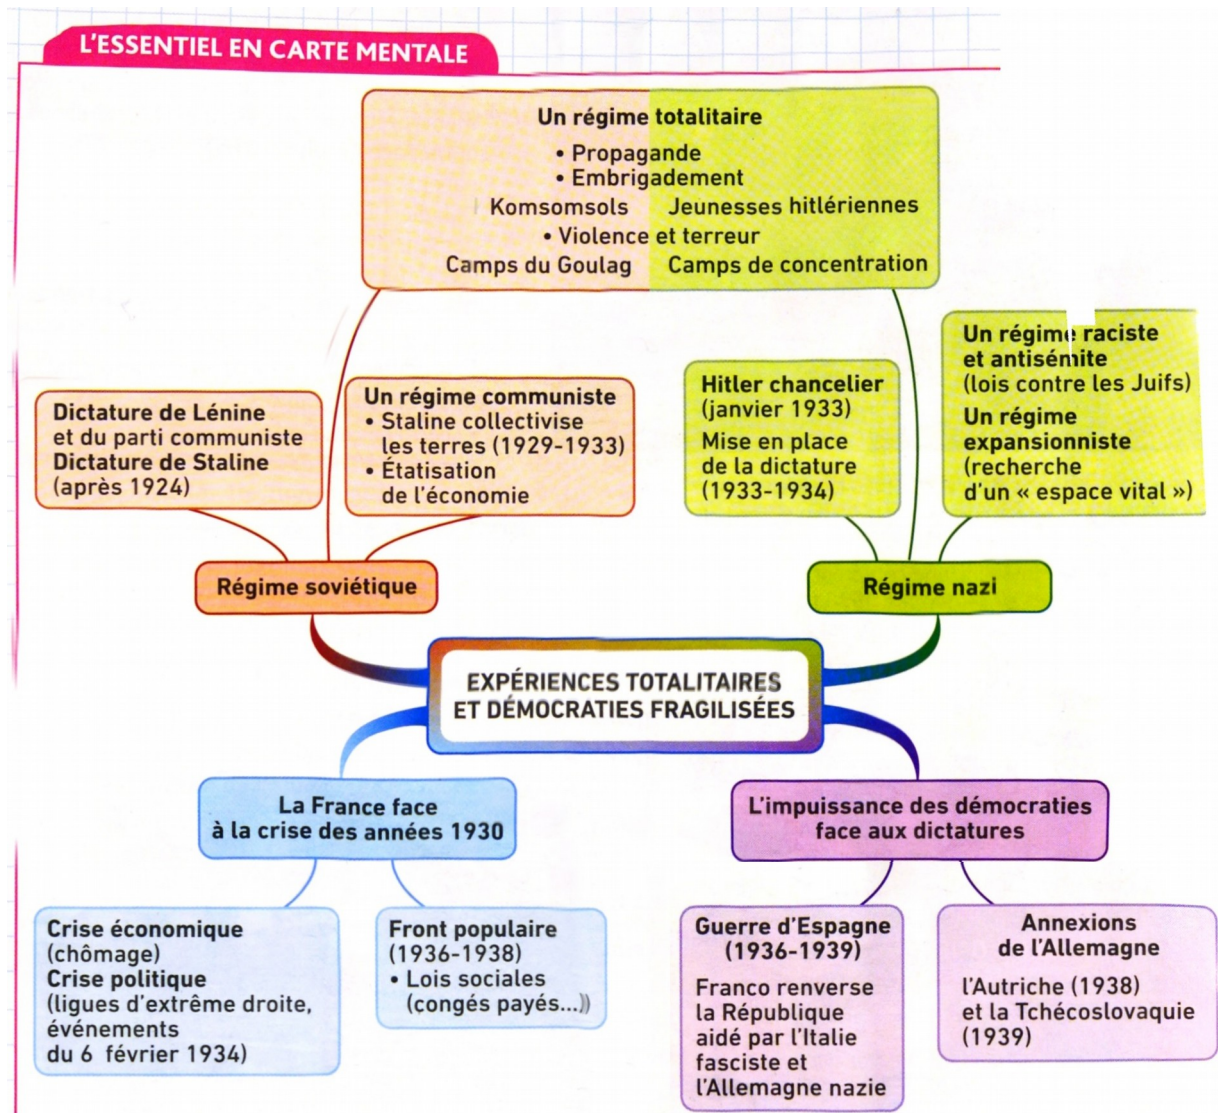 L'ESSENTIEL EN CARTE MENTALE
Un régime totalitaire
• Propagande
• Embrigadement
Komsomsols Jeunesses hitlériennes
• Violence et terreur
Camps du Goulag Camps de concentration
Dictature de Lénine
et du parti communiste
Dictature de Staline
(après 1924)
Un régime communiste
• Staline collectivise
les terres (1929-1933)
• Étatisation
de l'économie
Hitler chancelier
(janvier 1933)
Mise en place
de la dictature
(1933-1934)
Un régime raciste
et antisémite
(lois contre les Juifs)
Un régime
expansionniste
(recherche
d'un « espace vital »)
Régime soviétique
Régime nazi
EXPÉRIENCES TOTALITAIRES
ET DÉMOCRATIES FRAGILISÉES
La France face
à la crise des années 1930
L'impuissance des démocraties
face aux dictatures
Crise économique
(chômage)
Crise politique
(ligues d'extrême droite,
événements
du 6 février 1934)
Front populaire
(1936-1938)
• Lois sociales
(congés payés...))
Guerre d'Espagne
(1936-1939)
Franco renverse
la République
aidé par l'Italie
fasciste et
l'Allemagne nazie
Annexions
de l'Allemagne
l'Autriche (1938)
et la Tchécoslovaquie
(1939)